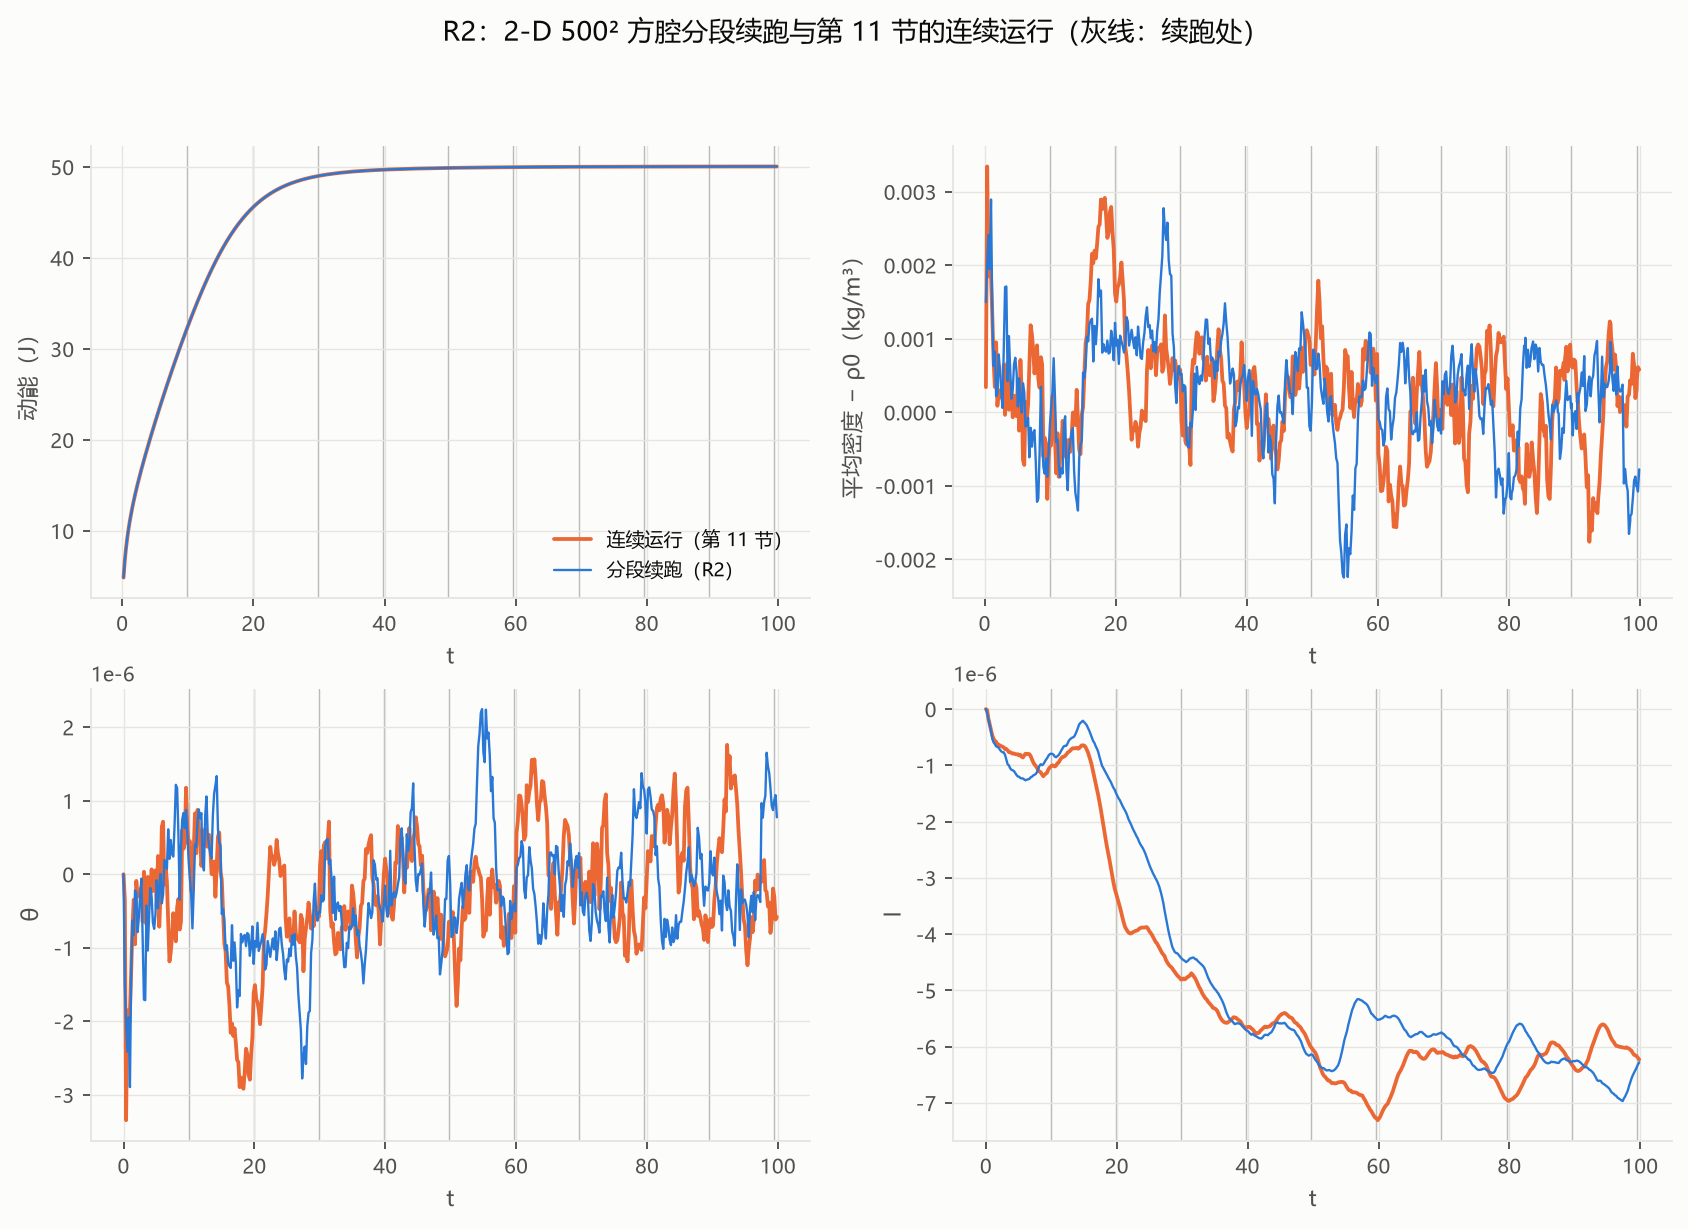 R2：2-D 500² 方腔分段续跑与第 11 节的连续运行（灰线：续跑处）
动能（J）
50
40
30
20
10
连续运行（第 11 节）
分段续跑（R2）
0 20 40 60 80 100
t
平均密度 − ρ0（kg/m³）
0.003
0.002
0.001
0.000
-0.001
-0.002
0 20 40 60 80 100
t
1e-6
θ
2
1
0
-1
-2
-3
0 20 40 60 80 100
t
1e-6
I
0
-1
-2
-3
-4
-5
-6
-7
0 20 40 60 80 100
t